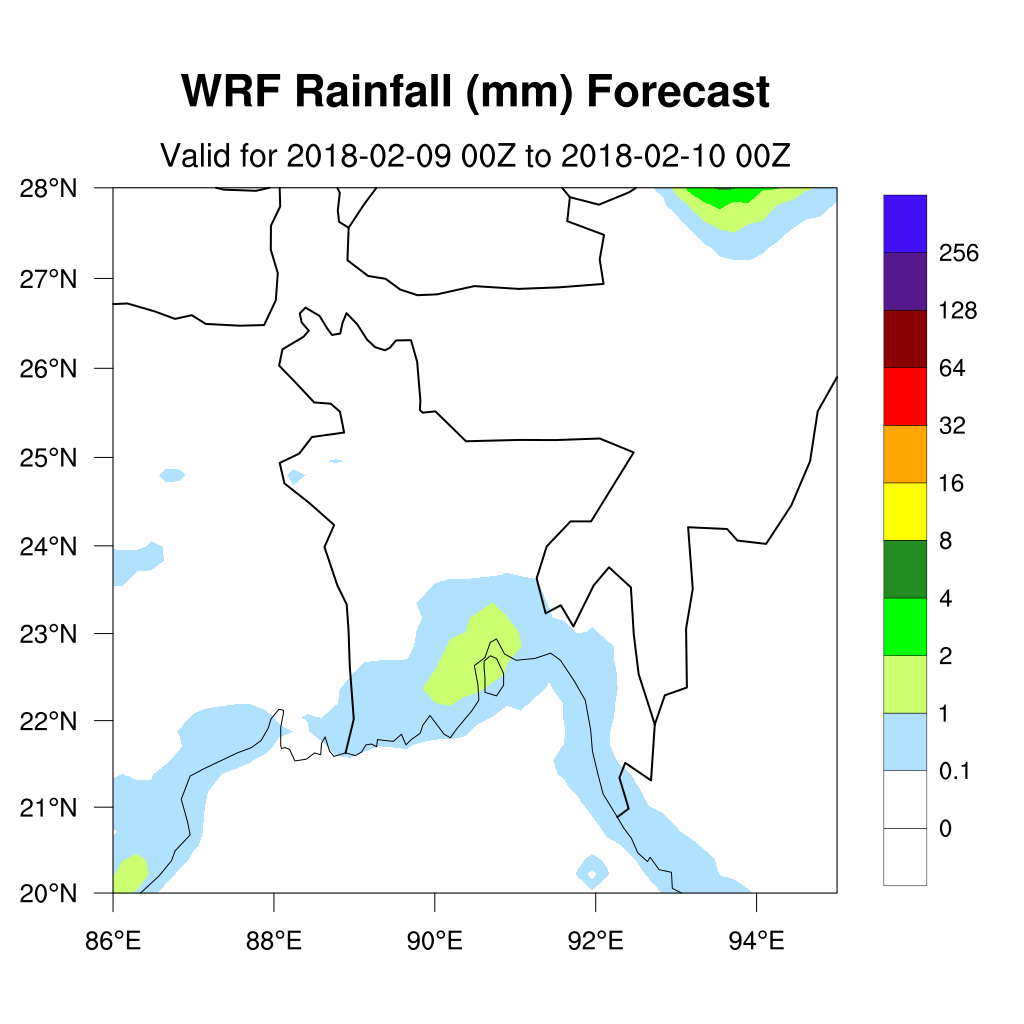 WRF Rainfall (mm) Forecast
Valid for 2018-02-09 00Z to 2018-02-10 00Z
28°N
27°N
26°N
25°N
24°N
23°N
22°N
21°N
20°N
86°E 88°E 90°E 92°E 94°E
256
128
64
32
16
8
4
2
1
0.1
0